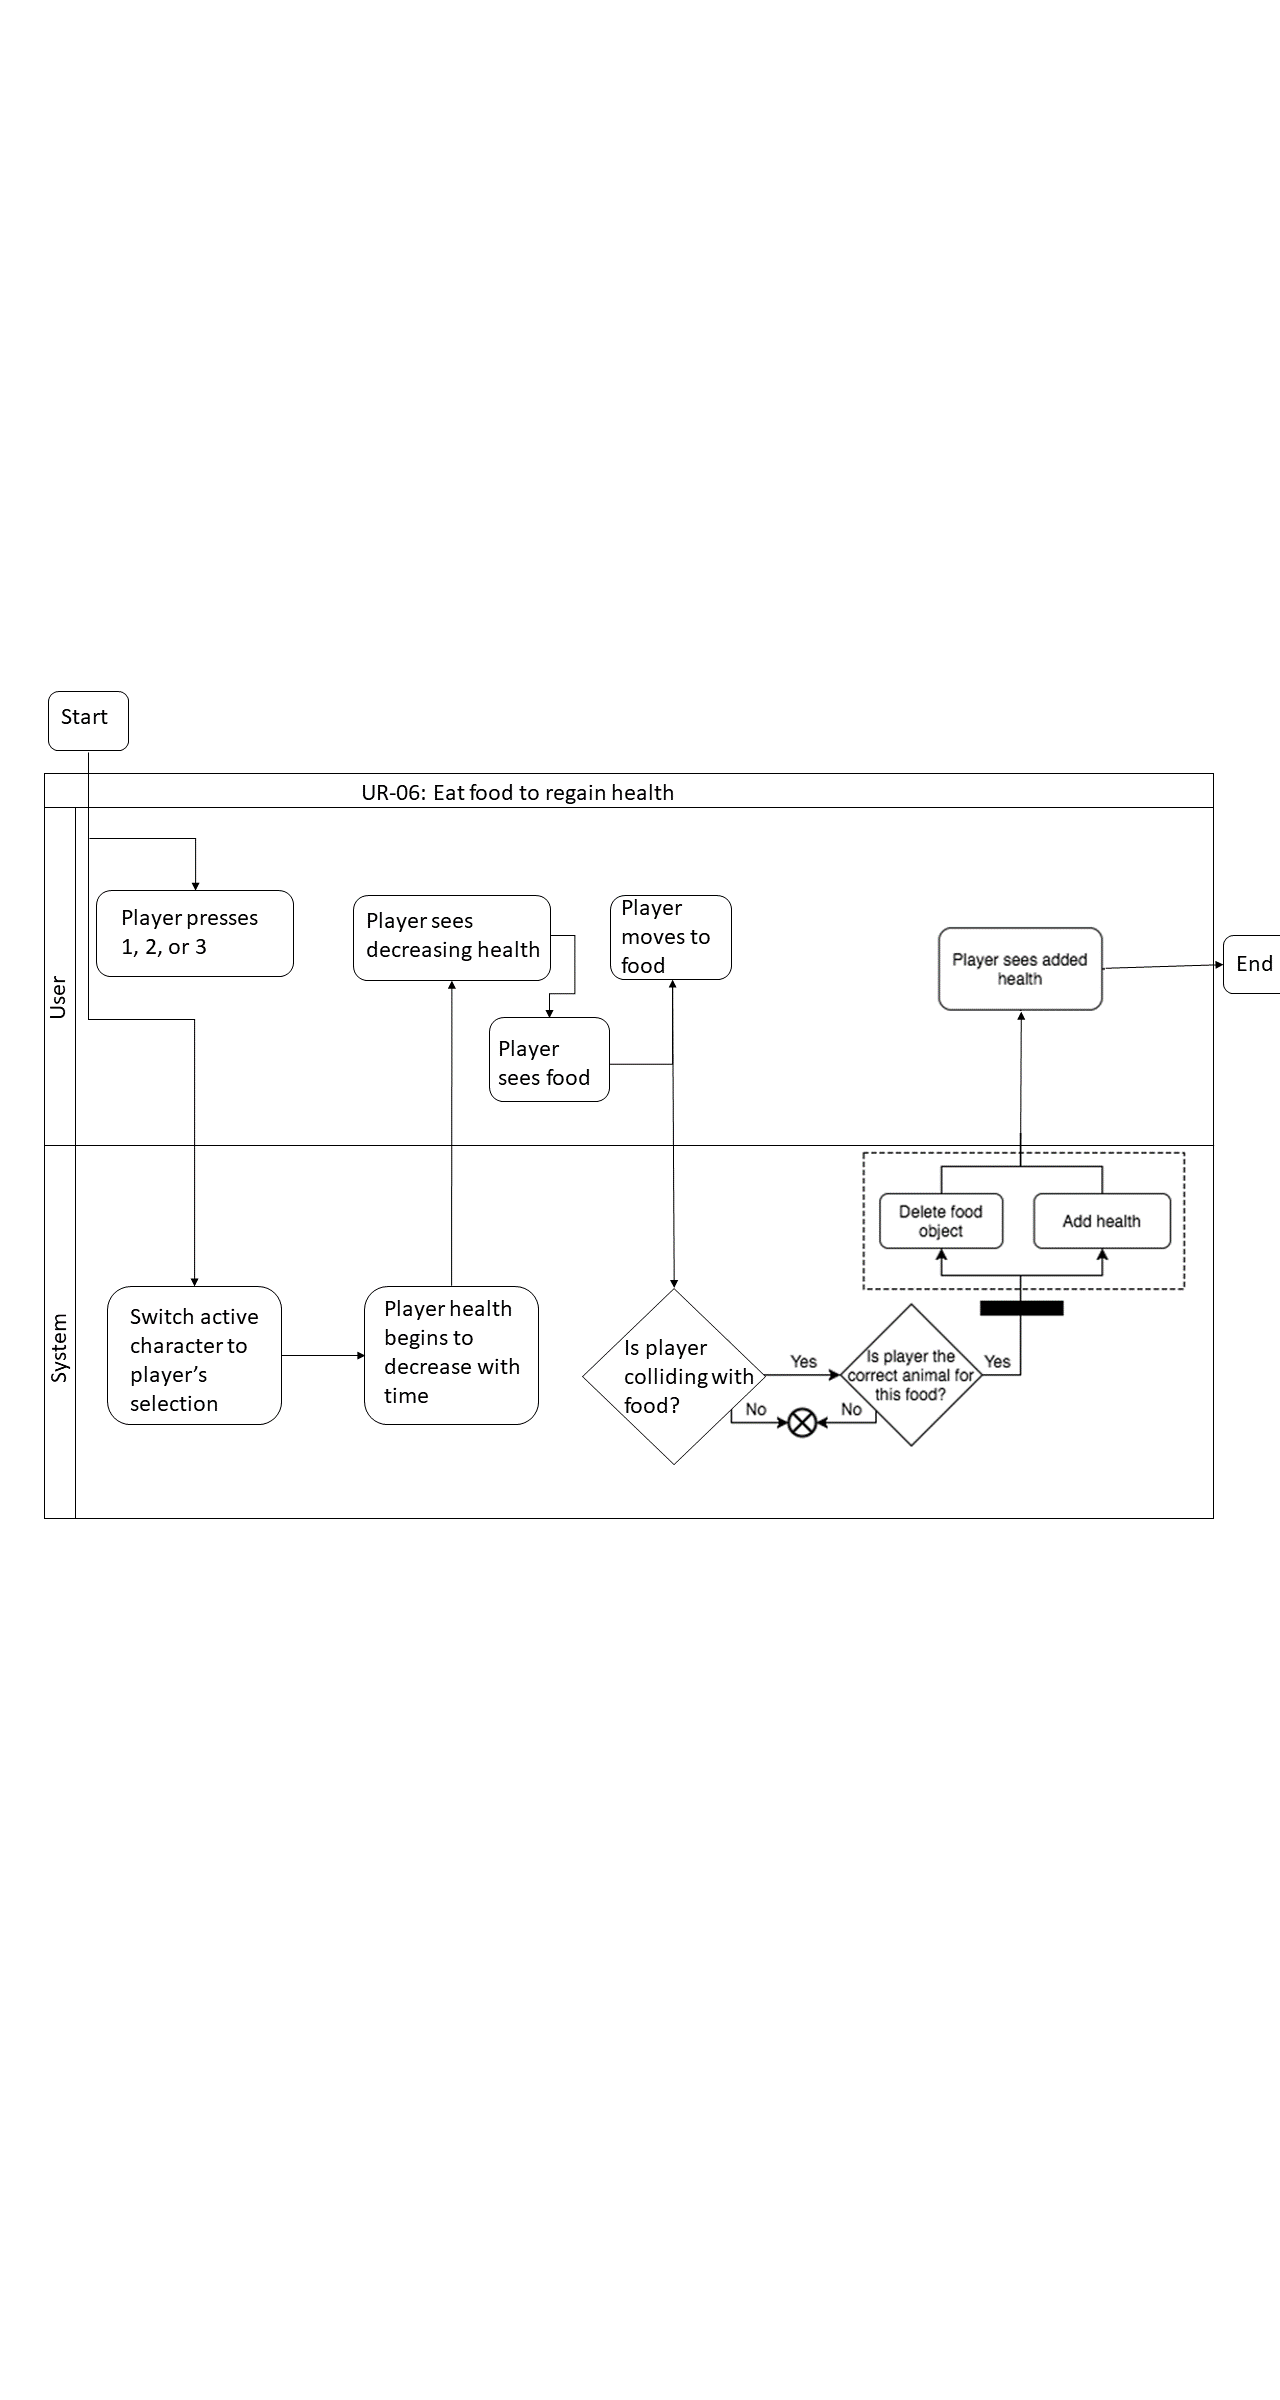 Start
UR-06: Eat food to regain health
User
Player presses
1, 2, or 3
Player sees
decreasing health
Player
sees food
Player
moves to
food
Player sees added
health
End
System
Switch active
character to
player’s
selection
Player health
begins to
decrease with
time
Is player
colliding with
food?
Yes
No
Is player the
correct animal for
this food?
No
Yes
Delete food
object
Add health